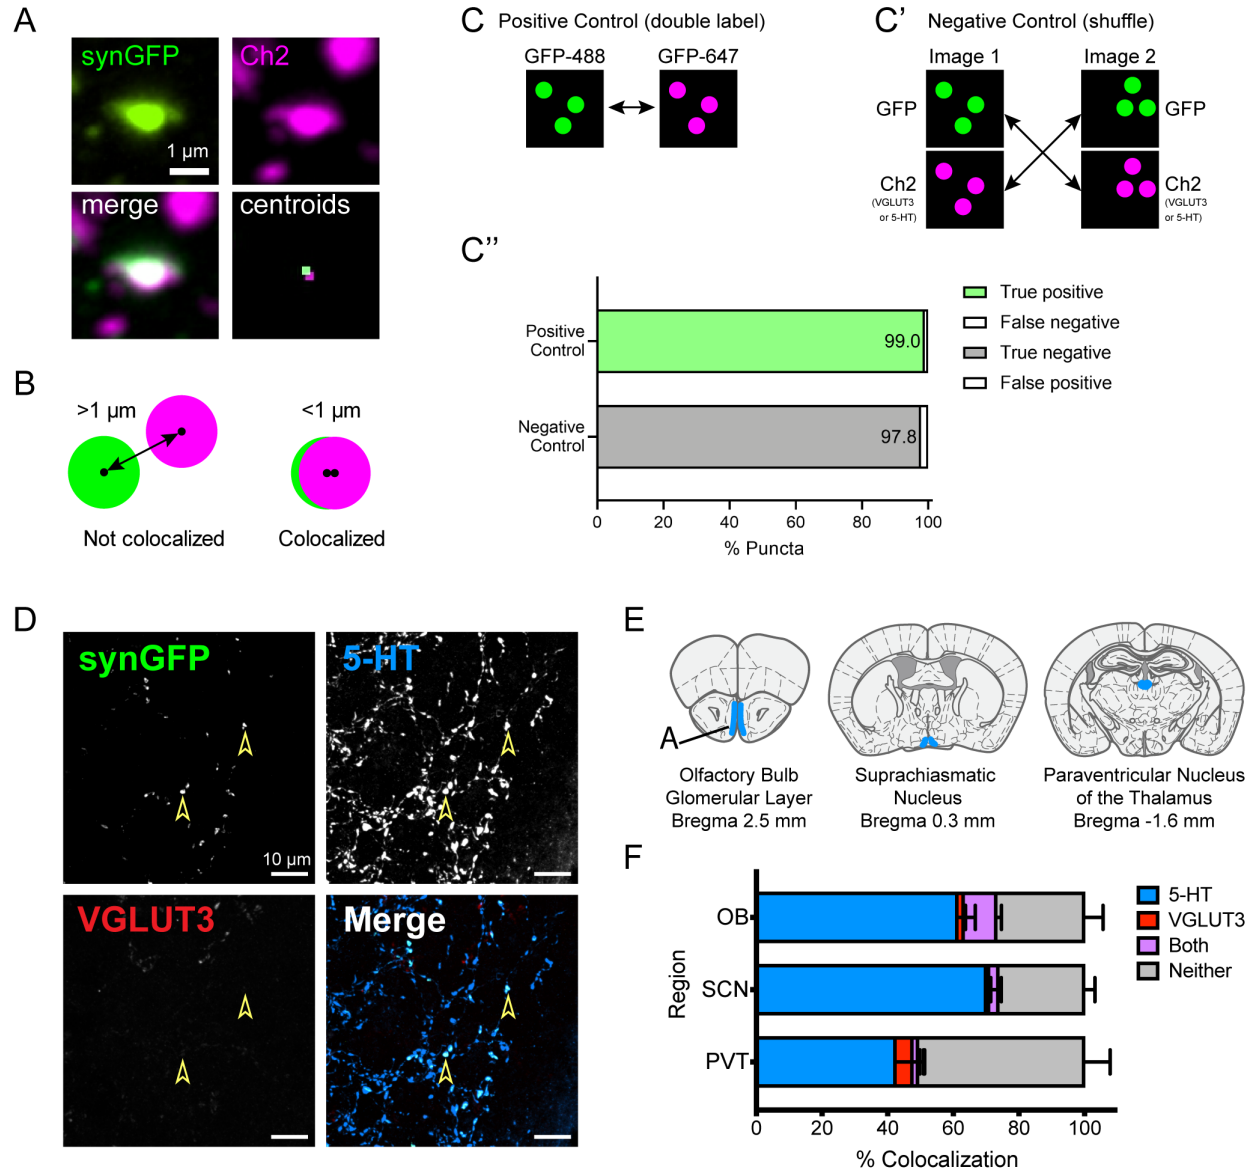 A
synGFP
Ch2
1 µm
merge
centroids
B
>1 µm
<1 µm
Not colocalized
Colocalized
C
Positive Control (double label)
GFP-488
GFP-647
C’
Negative Control (shuffle)
Image 1
Image 2
GFP
GFP
Ch2
(VGLUT3
or 5-HT)
Ch2
(VGLUT3
or 5-HT)
C’’
Positive
Control
99.0
Negative
Control
97.8
0
20
40
60
80
100
% Puncta
True positive
False negative
True negative
False positive
D
synGFP
10 µm
5-HT
VGLUT3
Merge
E
A
Olfactory Bulb
Glomerular Layer
Bregma 2.5 mm
Suprachiasmatic
Nucleus
Bregma 0.3 mm
Paraventricular Nucleus
of the Thalamus
Bregma -1.6 mm
F
Region
OB
SCN
PVT
0
20
40
60
80
100
% Colocalization
5-HT
VGLUT3
Both
Neither